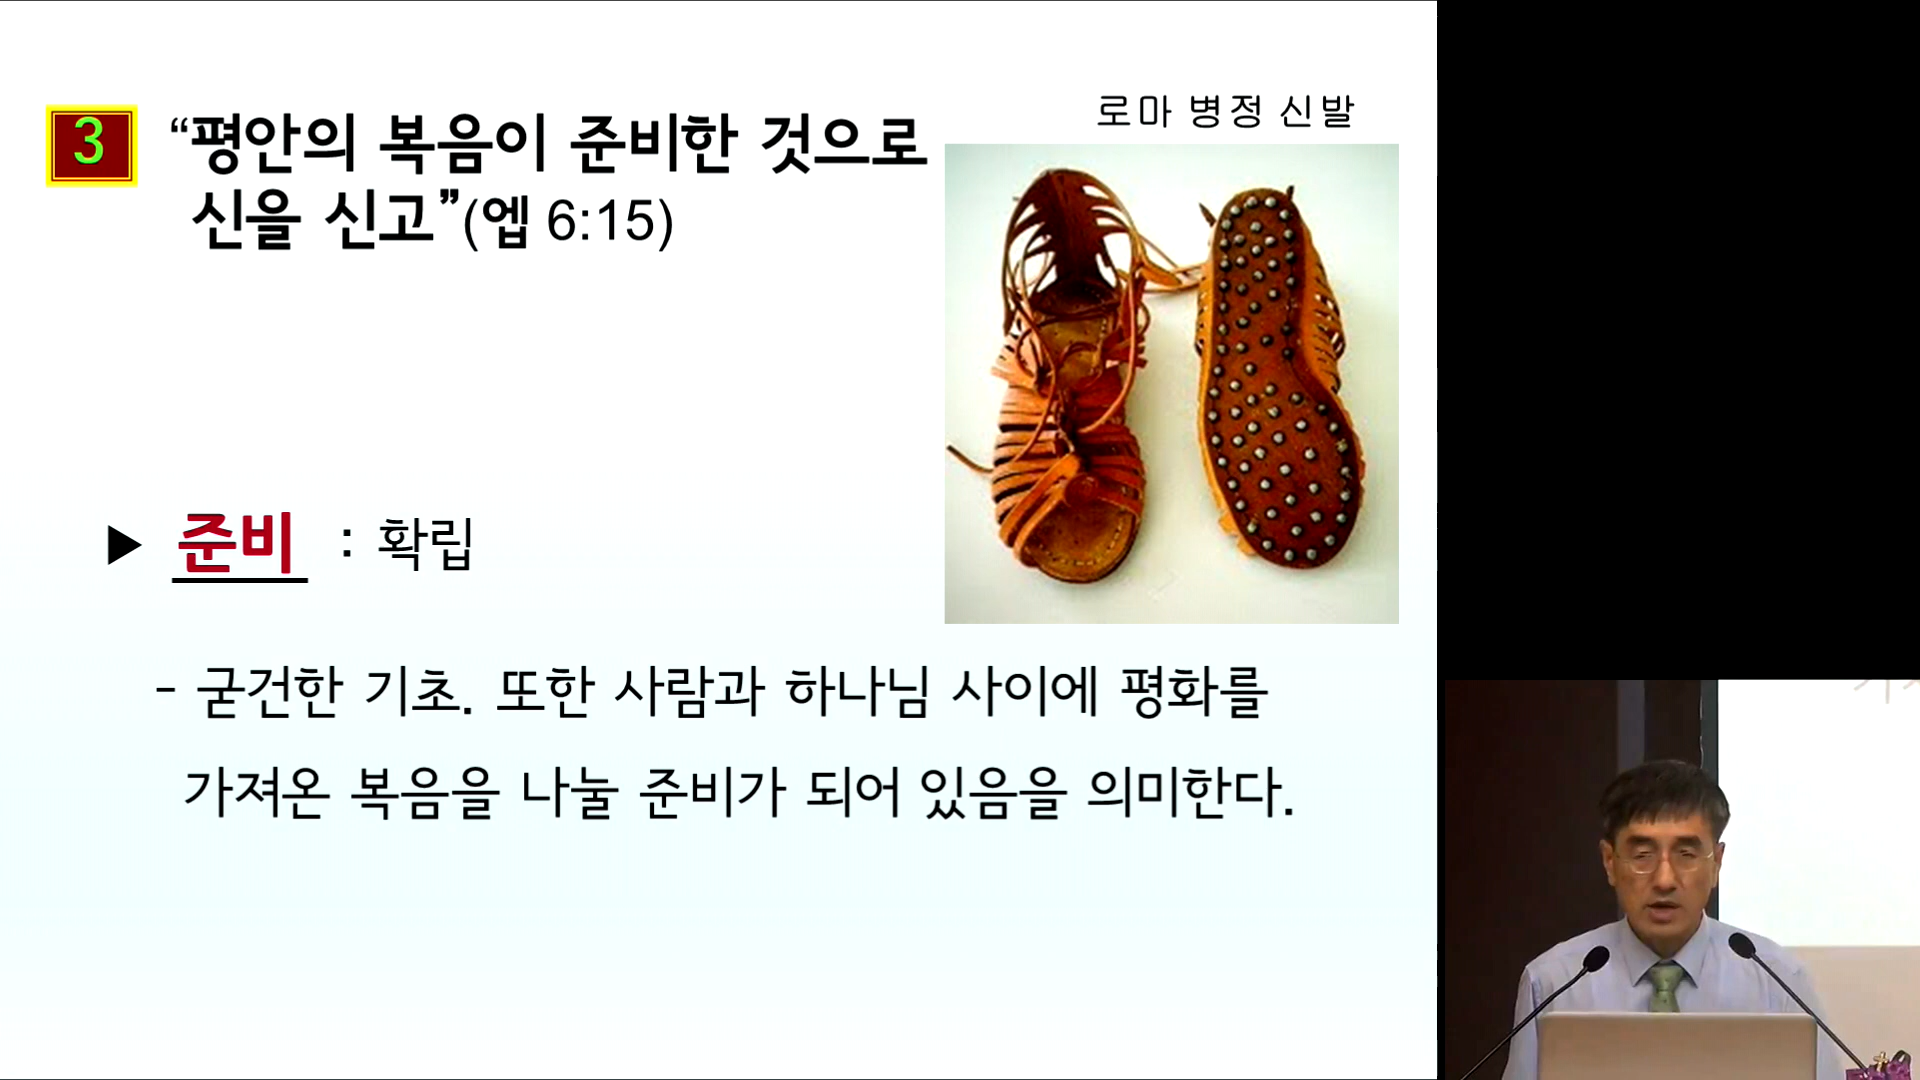 로마 병정 신발
3 “평안의 복음이 준비한 것으로
신을 신고”(엡 6:15)
▶ 준비 : 확립
- 굳건한 기초. 또한 사람과 하나님 사이에 평화를
가져온 복음을 나눌 준비가 되어 있음을 의미한다.